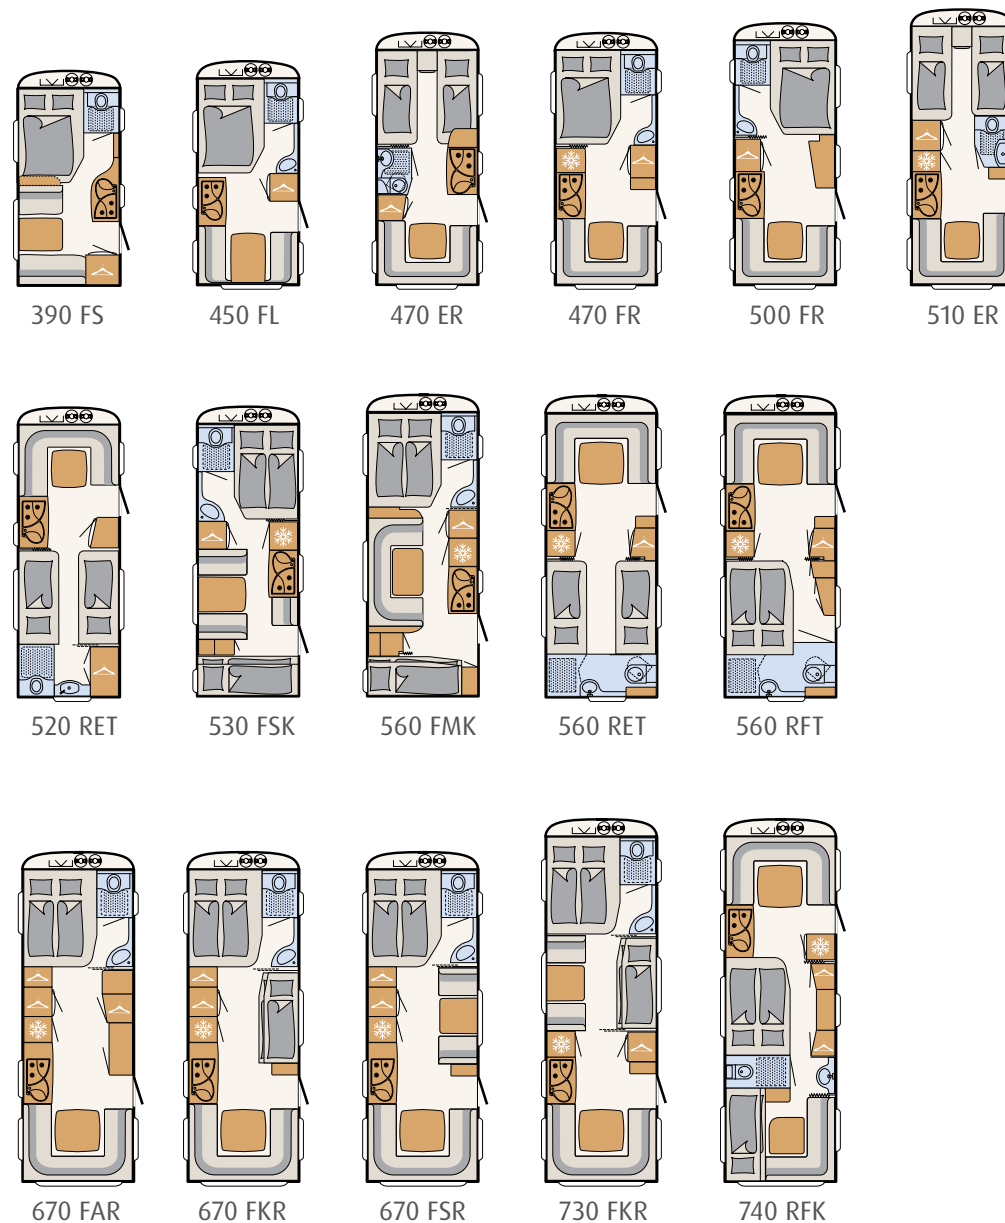 390 FS
450 FL
470 ER
470 FR
500 FR
510 ER
520 RET
530 FSK
560 FMK
560 RET
560 RFT
670 FAR
670 FKR
670 FSR
730 FKR
740 RFK